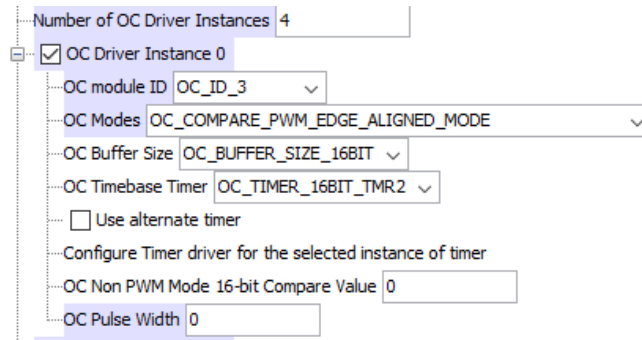 Number of OC Driver Instances 4
OC Driver Instance 0
OC module ID OC_ID_3
OC Modes OC_COMPARE_PWM_EDGE_ALIGNED_MODE
OC Buffer Size OC_BUFFER_SIZE_16BIT
OC Timebase Timer OC_TIMER_16BIT_TMR2
Use alternate timer
Configure Timer driver for the selected instance of timer
OC Non PWM Mode 16-bit Compare Value 0
OC Pulse Width 0